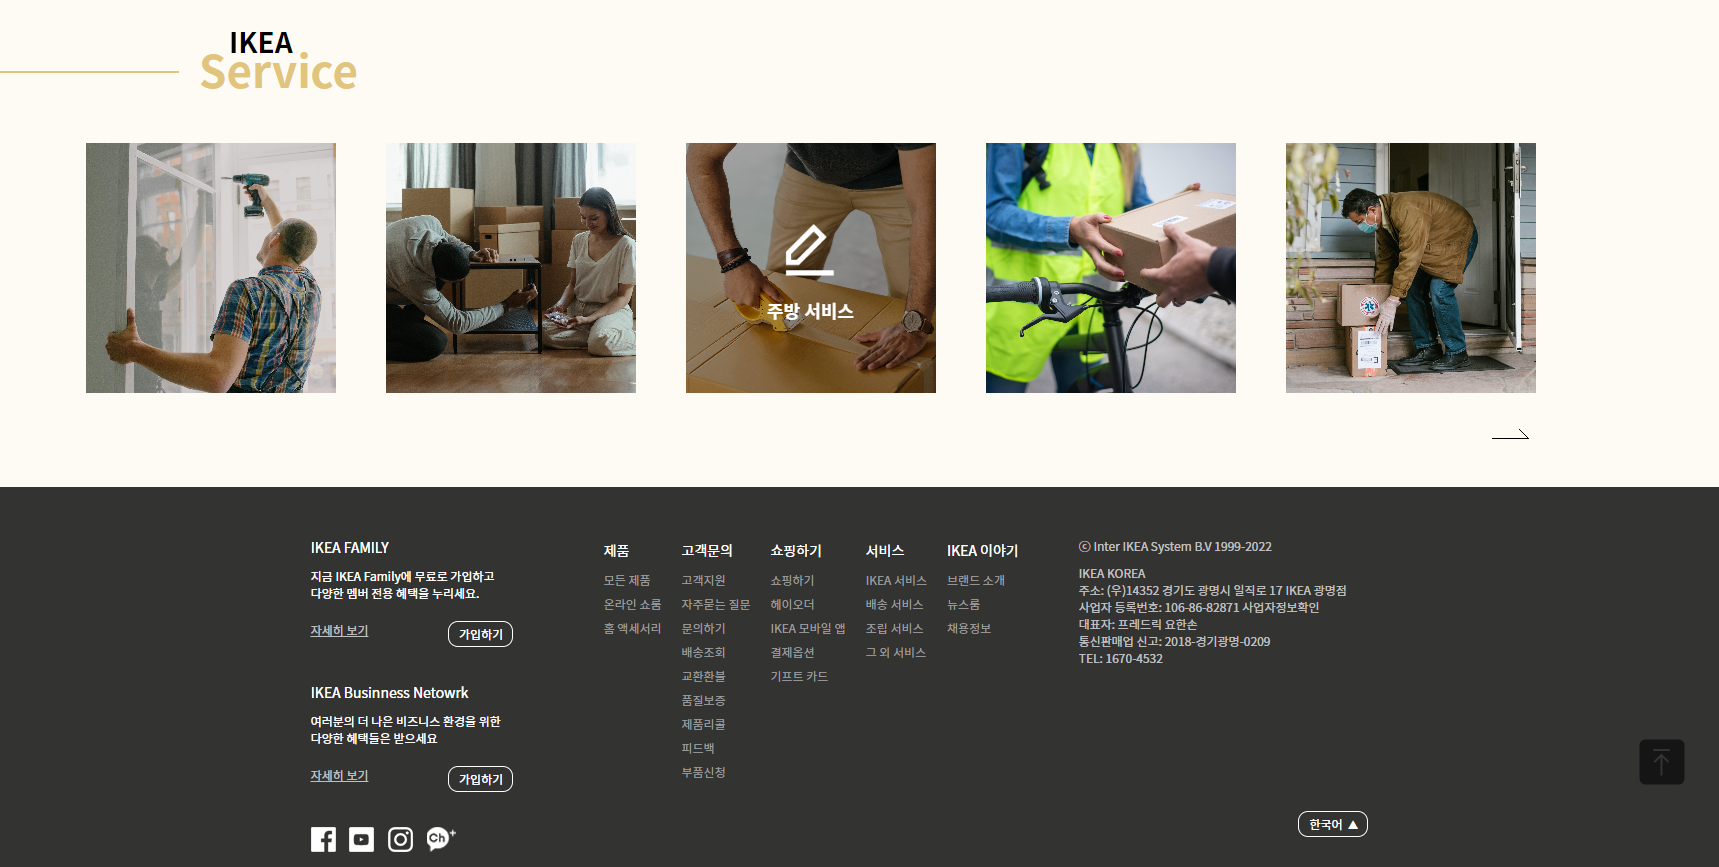 IKEA
Service
주방 서비스
IKEA FAMILY
지금 IKEA Family에 무료로 가입하고
다양한 멤버 전용 혜택을 누리세요.
자세히 보기
가입하기
IKEA Businness Netowrk
여러분의 더 나은 비즈니스 환경을 위한
다양한 혜택들은 받으세요
자세히 보기
가입하기
Ch+
제품
모든 제품
온라인 쇼룸
홈 액세서리
고객문의
고객지원
자주묻는 질문
문의하기
배송조회
교환환불
품질보증
제품리콜
피드백
부품신청
쇼핑하기
쇼핑하기
헤이오더
IKEA 모바일 앱
결제옵션
기프트 카드
서비스
IKEA 서비스
배송 서비스
조립 서비스
그 외 서비스
IKEA 이야기
브랜드 소개
뉴스룸
채용정보
ⓒ Inter IKEA System B.V 1999-2022
IKEA KOREA
주소: (우)14352 경기도 광명시 일직로 17 IKEA 광명점
사업자 등록번호: 106-86-82871 사업자정보확인
대표자: 프레드릭 요한손
통신판매업 신고: 2018-경기광명-0209
TEL: 1670-4532
한국어 ▲